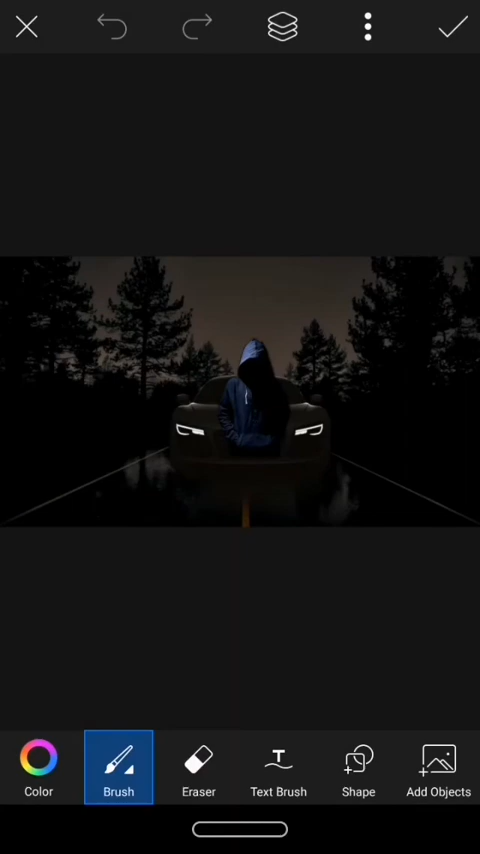 Color
Brush
Eraser
Text Brush
Shape
Add Objects